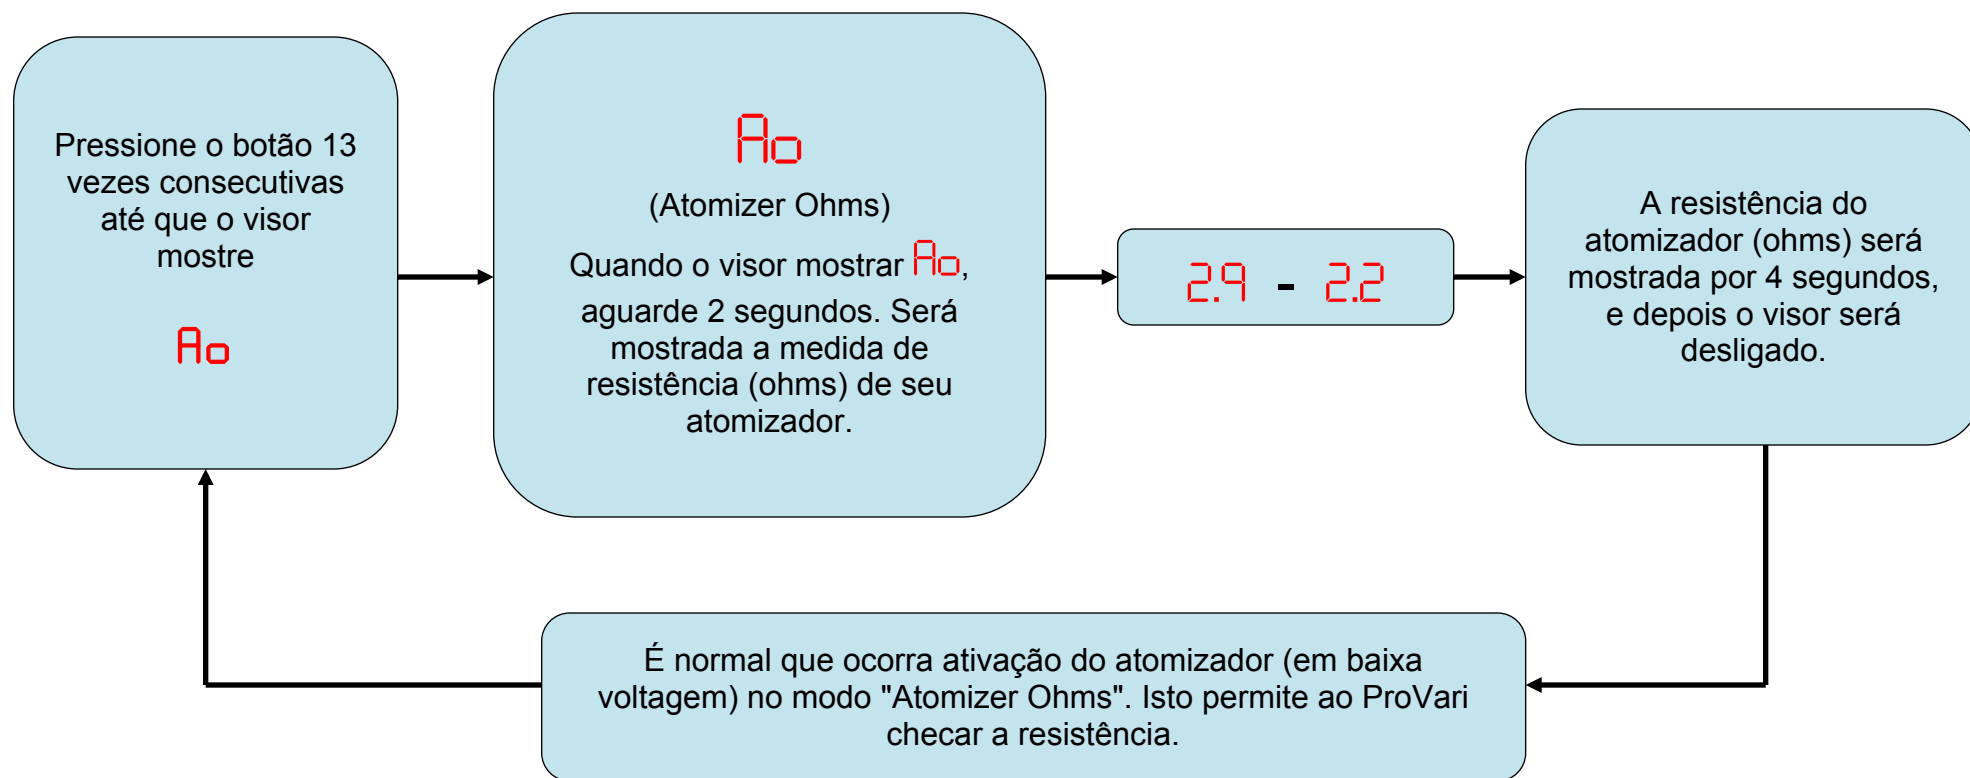 Pressione o botão 13
vezes consecutivas
até que o visor
mostre
Ao
Ao
(Atomizer Ohms)
Quando o visor mostrar Ao,
aguarde 2 segundos. Será
mostrada a medida de
resistência (ohms) de seu
atomizador.
2.9 - 2.2
A resistência do
atomizador (ohms) será
mostrada por 4 segundos,
e depois o visor será
desligado.
É normal que ocorra ativação do atomizador (em baixa
voltagem) no modo "Atomizer Ohms". Isto permite ao ProVari
checar a resistência.